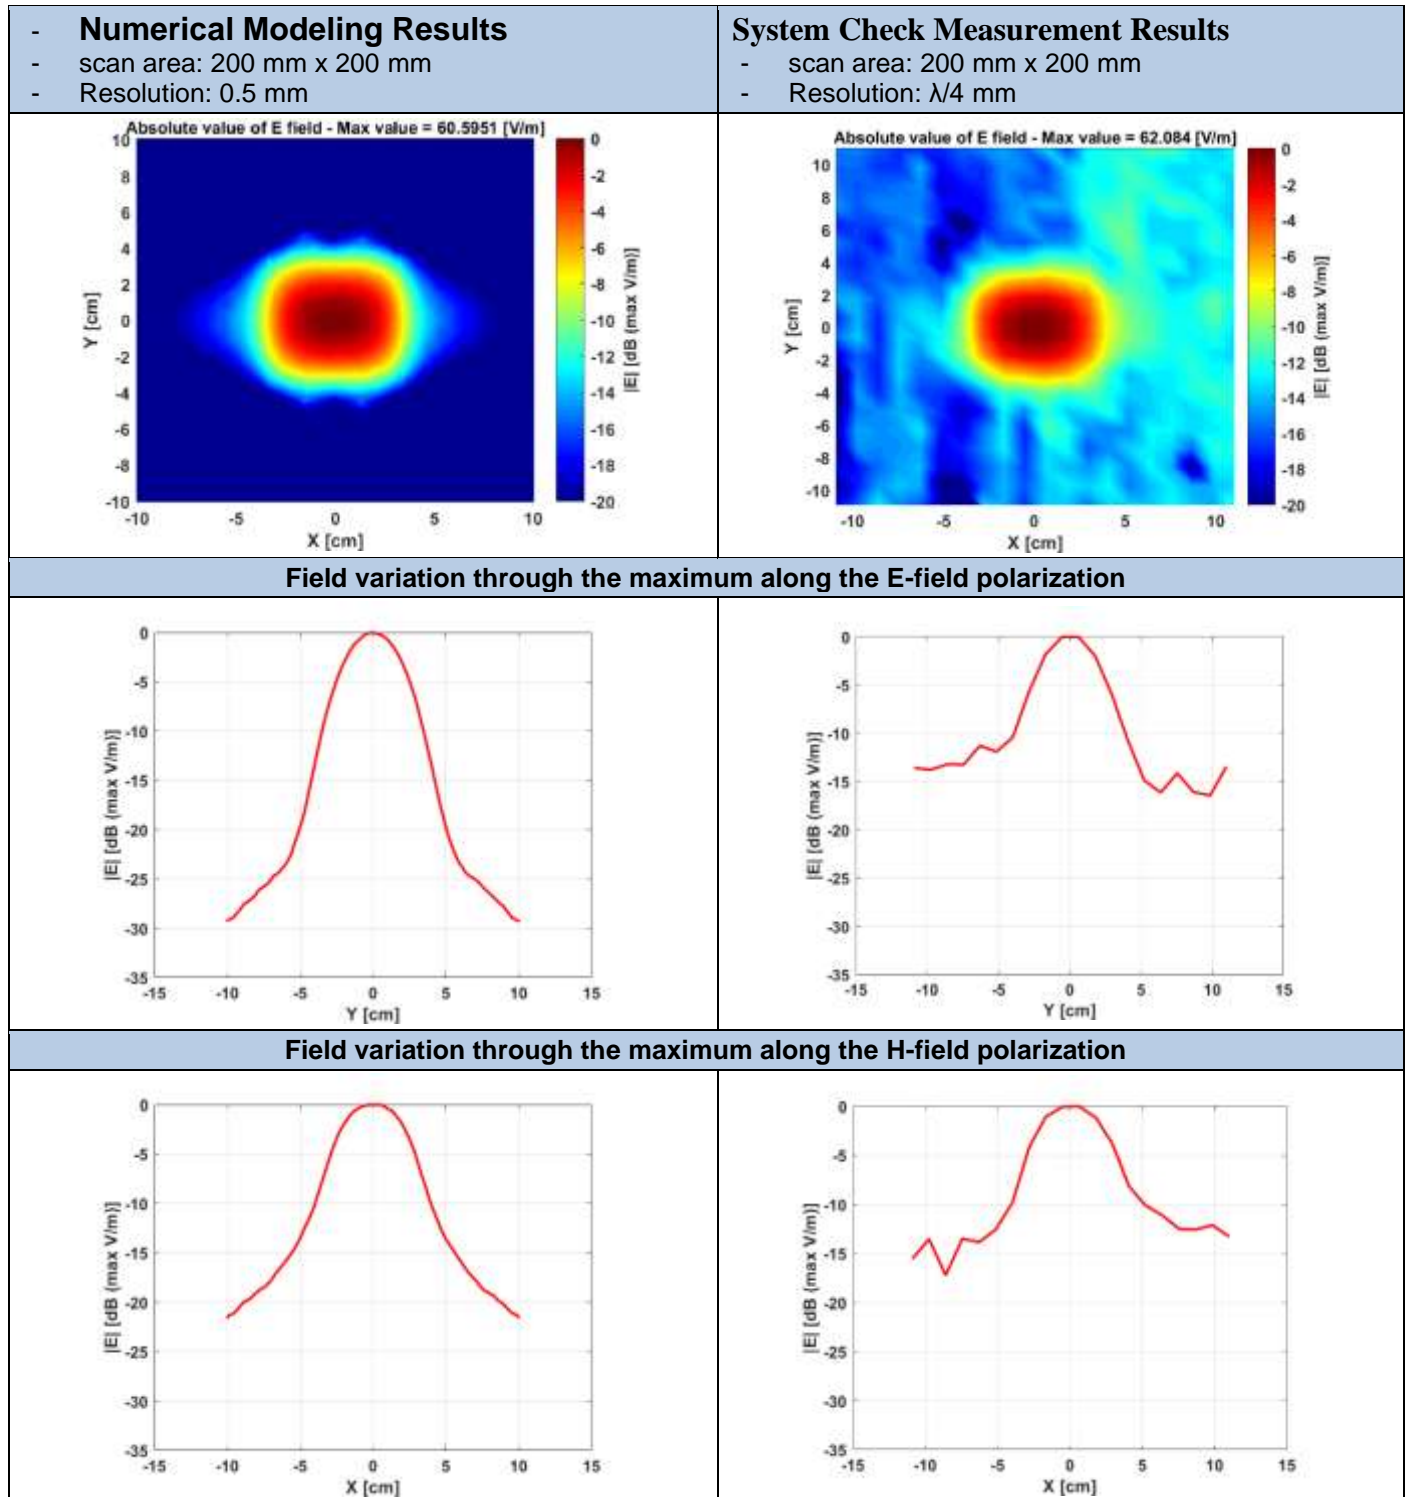 - Numerical Modeling Results
- scan area: 200 mm x 200 mm
- Resolution: 0.5 mm
System Check Measurement Results
- scan area: 200 mm x 200 mm
- Resolution: λ/4 mm
Absolute value of E field - Max value = 60.5951 [V/m]
10
8
6
4
2
0
-2
-4
-6
-8
-10
Y [cm]
-10 -5 0 5 10
X [cm]
0
-2
-4
-6
-8
-10
-12
-14
-16
-18
-20
|E| [dB (max V/m)]
Absolute value of E field - Max value = 62.084 [V/m]
10
8
6
4
2
0
-2
-4
-6
-8
-10
Y [cm]
-10 -5 0 5 10
X [cm]
0
-2
-4
-6
-8
-10
-12
-14
-16
-18
-20
|E| [dB (max V/m)]
Field variation through the maximum along the E-field polarization
0
-5
-10
-15
-20
-25
-30
-35
|E| [dB (max V/m)]
-15 -10 -5 0 5 10 15
Y [cm]
0
-5
-10
-15
-20
-25
-30
-35
|E| [dB (max V/m)]
-15 -10 -5 0 5 10 15
Y [cm]
Field variation through the maximum along the H-field polarization
0
-5
-10
-15
-20
-25
-30
-35
|E| [dB (max V/m)]
-15 -10 -5 0 5 10 15
X [cm]
0
-5
-10
-15
-20
-25
-30
-35
|E| [dB (max V/m)]
-15 -10 -5 0 5 10 15
X [cm]